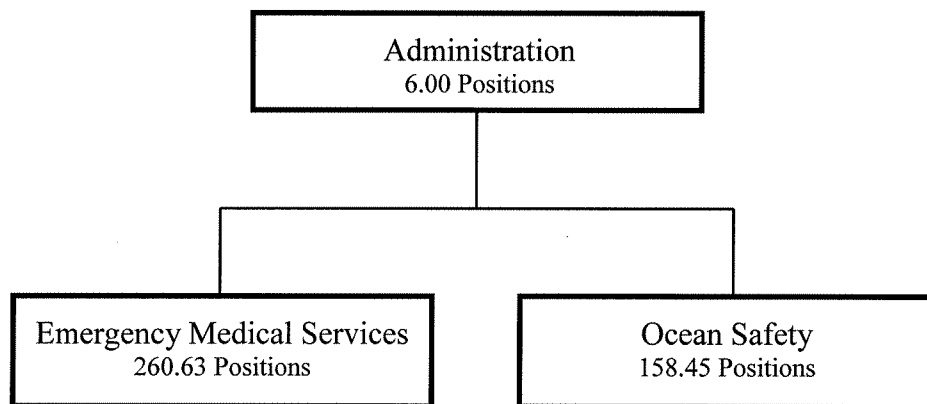 Administration
6.00 Positions
Emergency Medical Services
260.63 Positions
Ocean Safety
158.45 Positions